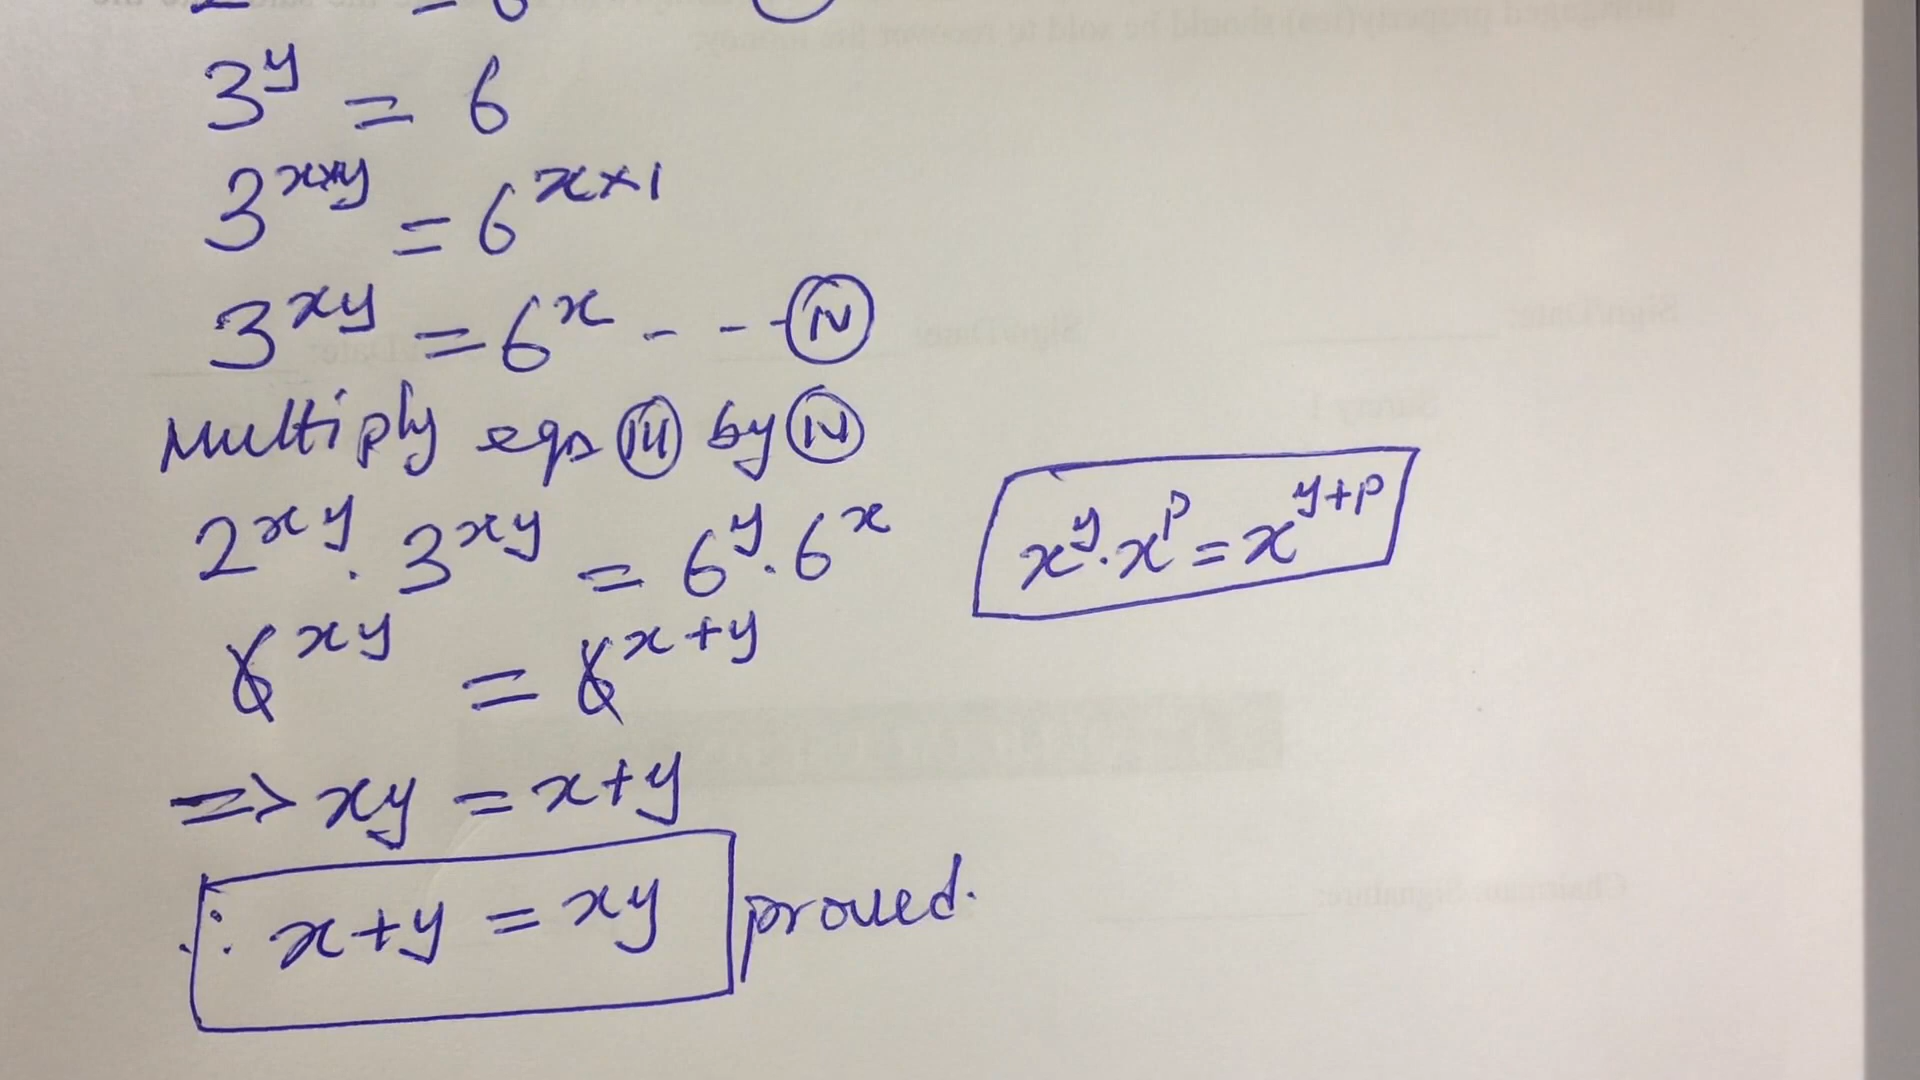 3^y = 6
3^{x×y} = 6^{x×1}
3^{xy} = 6^x - - - (IV)
Multiply eqn (III) by (IV)
2^{xy} . 3^{xy} = 6^y . 6^x
x^y . x^p = x^{y+p}
6^{xy} = 6^{x+y}
=> xy = x+y
∴ x+y = xy proved.